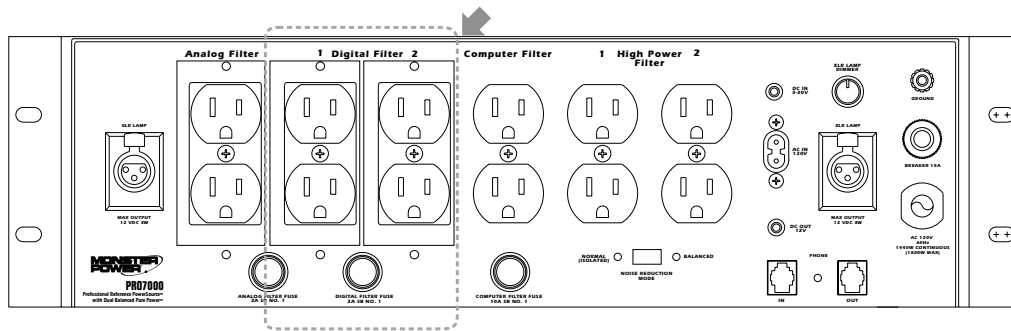 Analog Filter
1 Digital Filter 2
Computer Filter
1 High Power 2
Filter
XLR LAMP
DIMMER
DC IN
3-30V
GROUND
XLR LAMP
XLR LAMP
AC IN
120V
BREAKER 15A
MAX OUTPUT
12 VDC 3W
MAX OUTPUT
12 VDC 3W
DC OUT
12V
AC 120V
60Hz
1440W CONTINUOUS
(1800W MAX)
NORMAL
(ISOLATED)
BALANCED
NOISE REDUCTION
MODE
PHONE
IN
OUT
MONSTER
POWER
PRO7000
Professional Reference PowerSource™
with Dual Balanced Pure Power™
ANALOG FILTER FUSE
2A SB NO. 1
DIGITAL FILTER FUSE
2A SB NO. 1
COMPUTER FILTER FUSE
10A SB NO. 1